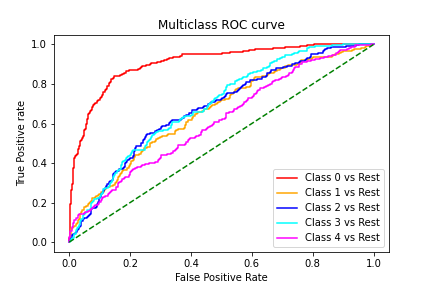 Multiclass ROC curve
True Positive rate
1.0
0.8
0.6
0.4
0.2
0.0
Class 0 vs Rest
Class 1 vs Rest
Class 2 vs Rest
Class 3 vs Rest
Class 4 vs Rest
0.0 0.2 0.4 0.6 0.8 1.0
False Positive Rate